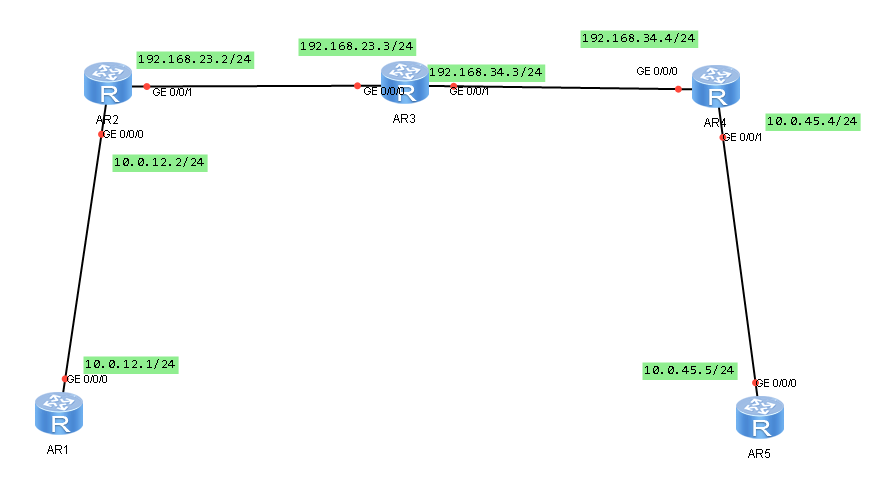 192.168.34.4/24
192.168.23.3/24
192.168.23.2/24
192.168.34.3/24
GE 0/0/0
R
R
R
GE 0/0/1
GE 0/0/0
GE 0/0/1
AR2
AR3
AR4
10.0.45.4/24
GE 0/0/0
GE 0/0/1
10.0.12.2/24
10.0.12.1/24
10.0.45.5/24
GE 0/0/0
GE 0/0/0
R
R
AR1
AR5